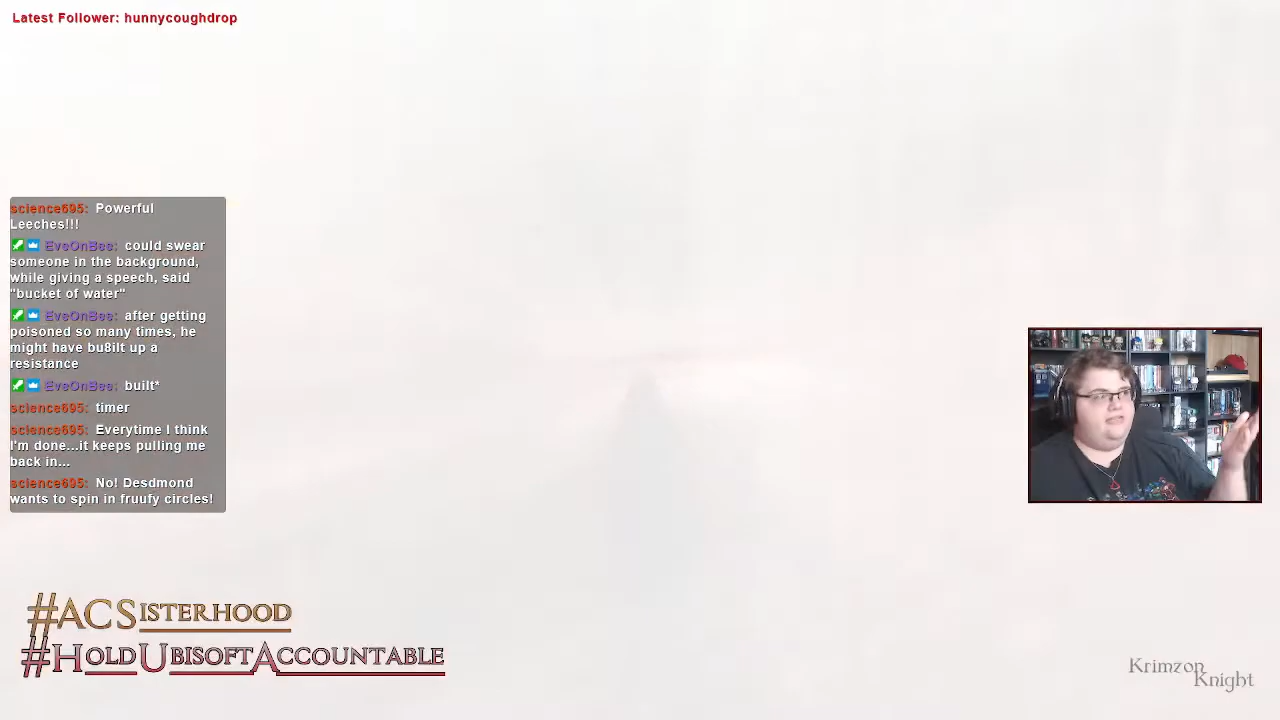 Latest Follower: hunnycoughdrop
science695: Powerful
Leeches!!!
EveOnBee: could swear
someone in the background,
while giving a speech, said
"bucket of water"
EveOnBee: after getting
poisoned so many times, he
might have bu8ilt up a
resistance
EveOnBee: built*
science695: timer
science695: Everytime I think
I'm done...it keeps pulling me
back in...
science695: No! Desdmond
wants to spin in fruufy circles!
#ACSISTERHOOD
#HOLDUBISOFTACCOUNTABLE
Krimzon
Knight